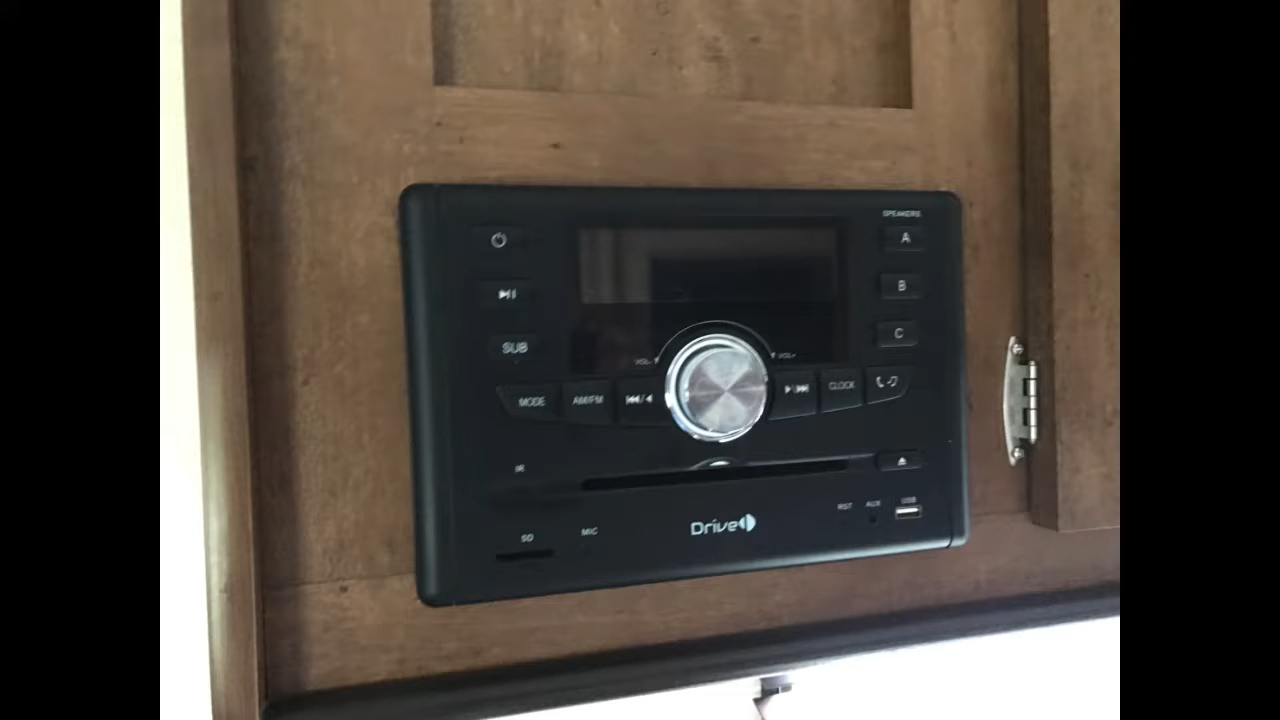 SPEAKERS
A
B
SUB
C
VOL-
VOL+
MODE
AM/FM
CLOCK
IR
RST
AUX
USB
SD
MIC
Drive